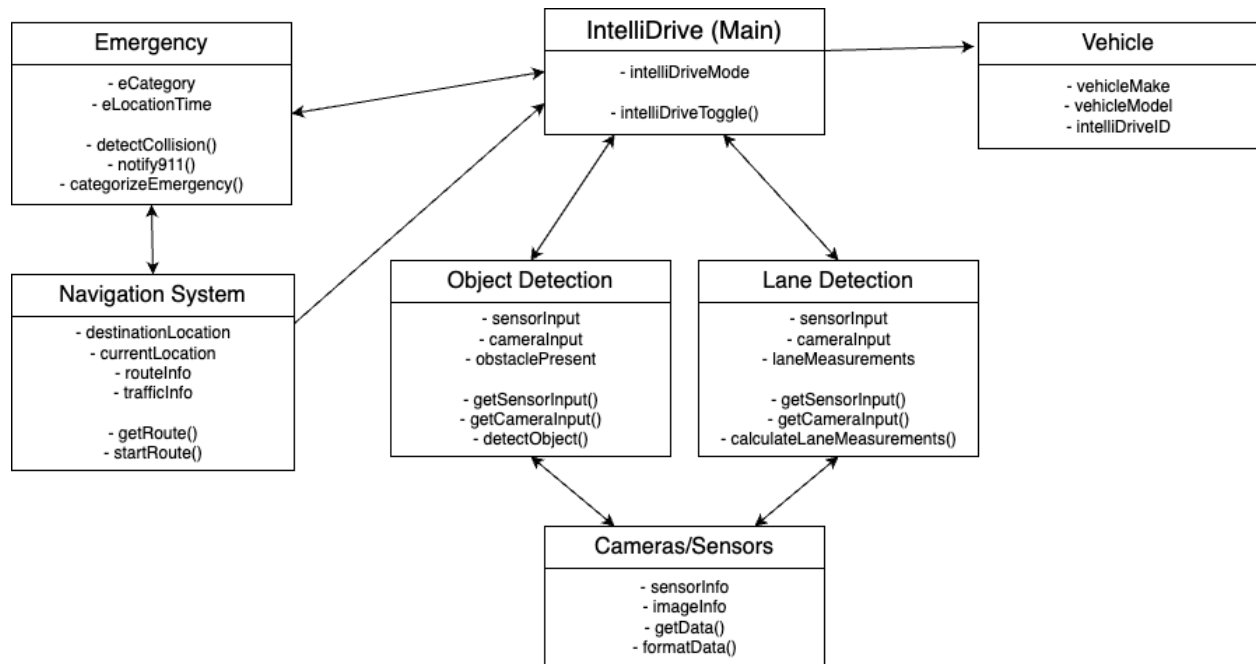 Emergency
- eCategory
- eLocationTime
- detectCollision()
- notify911()
- categorizeEmergency()
IntelliDrive (Main)
- intelliDriveMode
- intelliDriveToggle()
Vehicle
- vehicleMake
- vehicleModel
- intelliDriveID
Navigation System
- destinationLocation
- currentLocation
- routeInfo
- trafficInfo
- getRoute()
- startRoute()
Object Detection
- sensorInput
- cameraInput
- obstaclePresent
- getSensorInput()
- getCameraInput()
- detectObject()
Lane Detection
- sensorInput
- cameraInput
- laneMeasurements
- getSensorInput()
- getCameraInput()
- calculateLaneMeasurements()
Cameras/Sensors
- sensorInfo
- imageInfo
- getData()
- formatData()